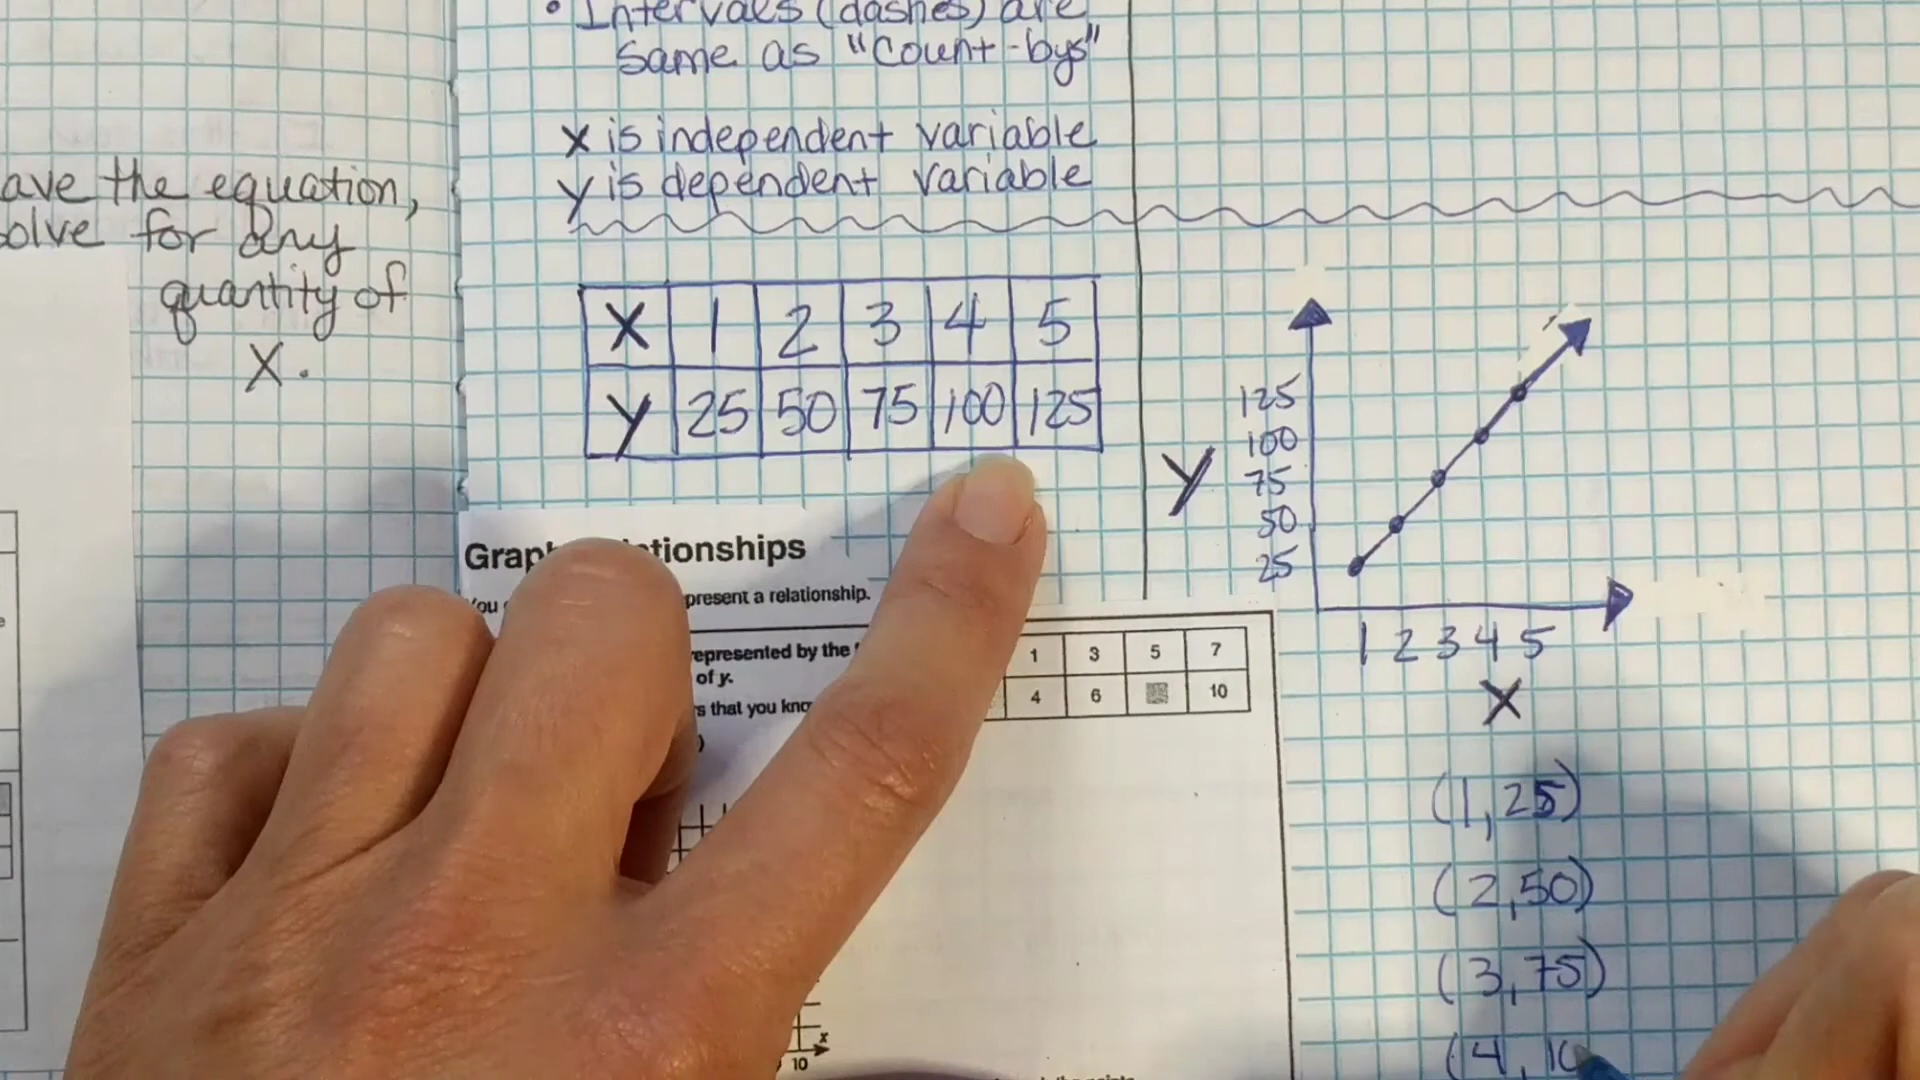 • Intervals (dashes) are
same as "count-bys"
X is independent variable
y is dependent variable
ave the equation,
olve for any
quantity of
X.
X 1 2 3 4 5
y 25 50 75 100 125
125
100
y
75
50
25
1 2 3 4 5
X
(1,25)
(2,50)
(3,75)
(4,10
tionships
present a relationship.
epresented by the
of y.
s that you kno
)
1 3 5 7
4 6 10
x
10